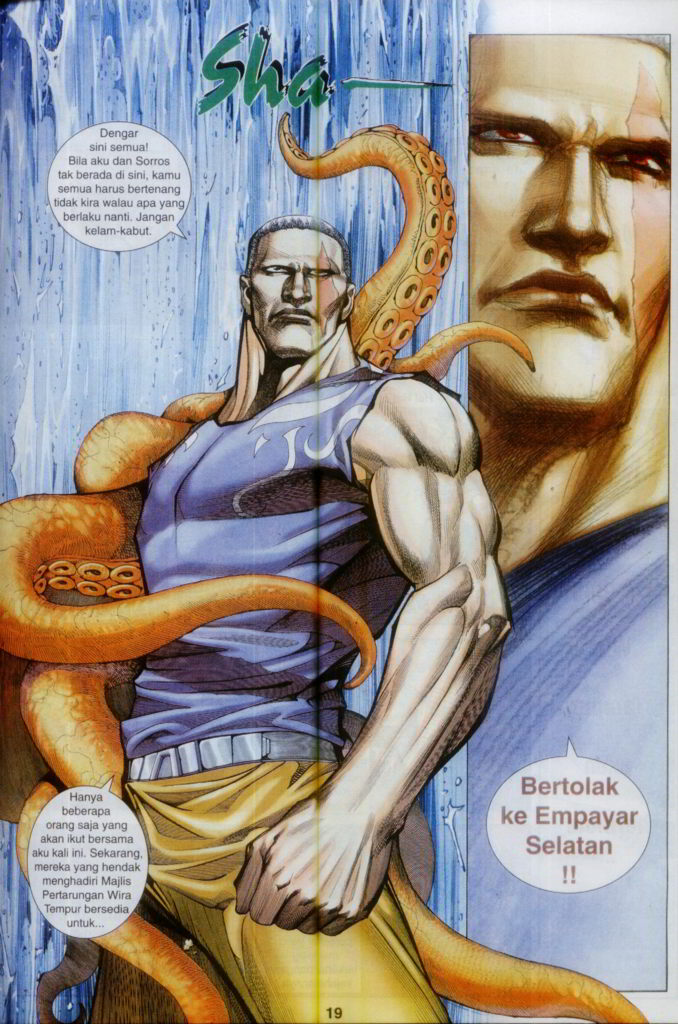 Sha
Dengar
sini semua!
Bila aku dan Sorros
tak berada di sini, kamu
semua harus bertenang
tidak kira walau apa yang
berlaku nanti. Jangan
kelam-kabut.
Hanya
beberapa
orang saja yang
akan ikut bersama
aku kali ini. Sekarang,
mereka yang hendak
menghadiri Majlis
Pertarungan Wira
Tempur bersedia
untuk...
Bertolak
ke Empayar
Selatan
!!
19